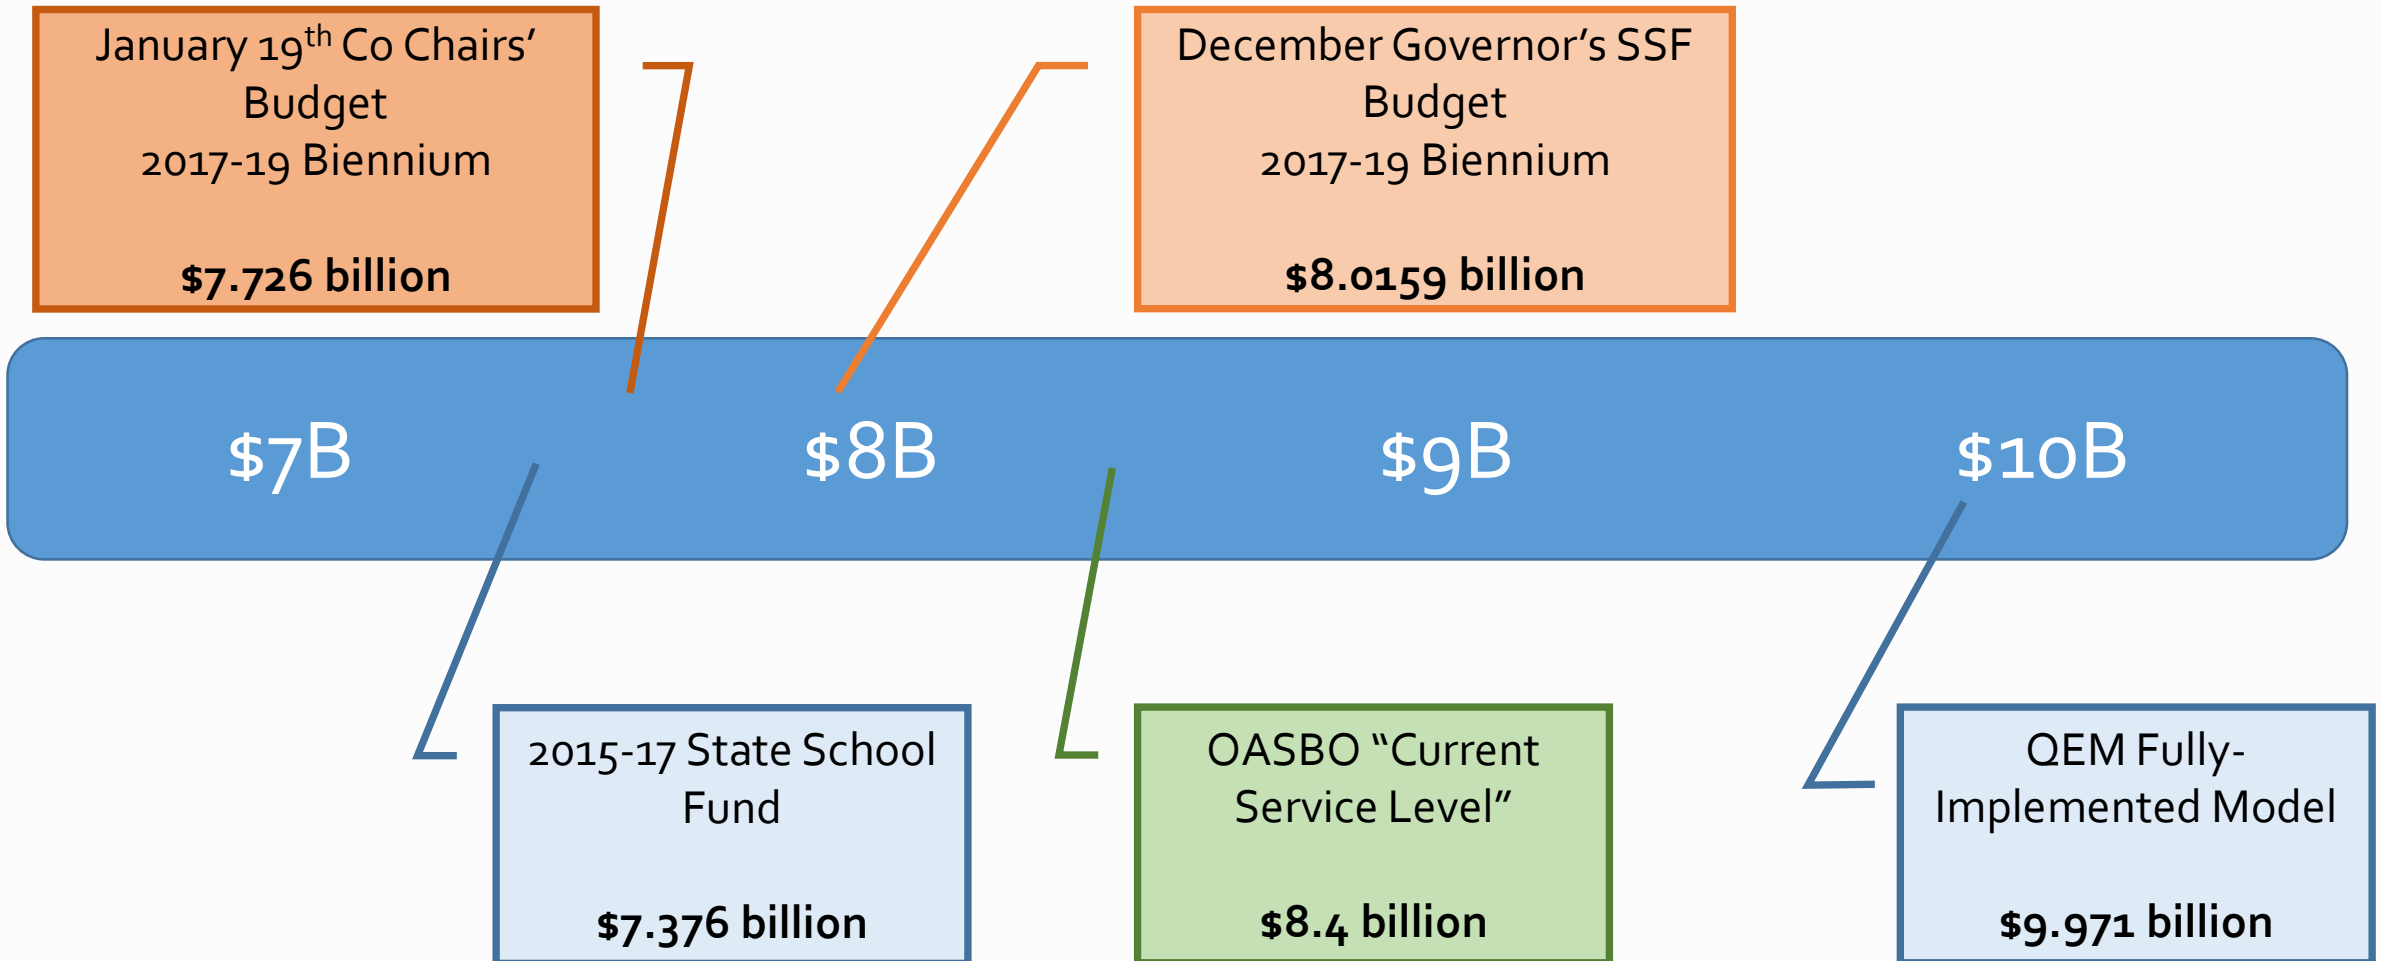 January 19th Co Chairs’
Budget
2017-19 Biennium
$7.726 billion
December Governor’s SSF
Budget
2017-19 Biennium
$8.0159 billion
$7B
$8B
$9B
$10B
2015-17 State School
Fund
$7.376 billion
OASBO “Current
Service Level”
$8.4 billion
QEM Fully-
Implemented Model
$9.971 billion